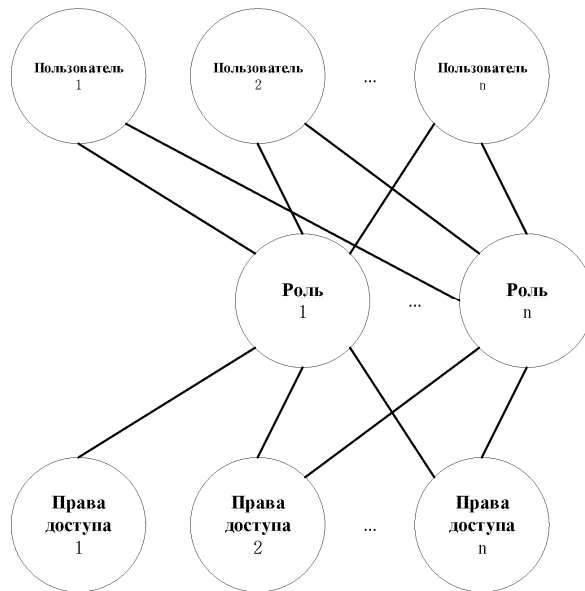 Пользователь
1
Пользователь
2
...
Пользователь
n
Роль
1
...
Роль
n
Права
доступа
1
Права
доступа
2
...
Права
доступа
n